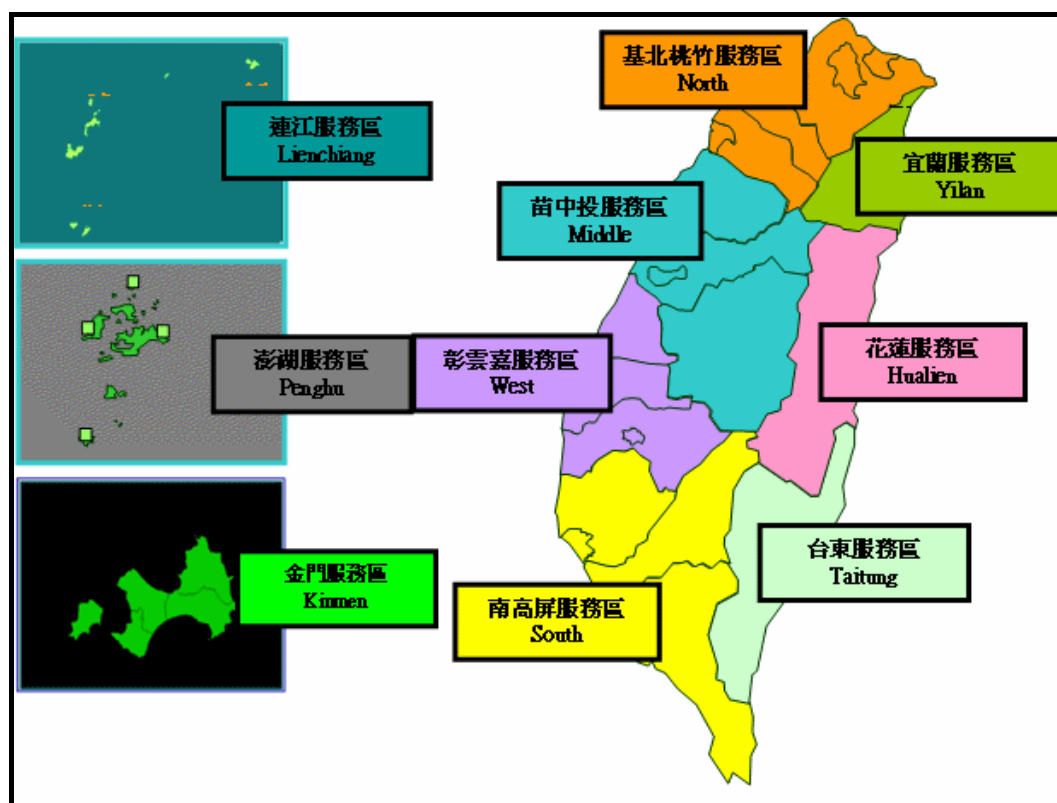 基北桃竹服務區
North
連江服務區
Lienchiang
宜蘭服務區
Yilan
苗中投服務區
Middle
澎湖服務區
Penghu
彰雲嘉服務區
West
花蓮服務區
Hualien
台東服務區
Taitung
金門服務區
Kinmen
南高屏服務區
South